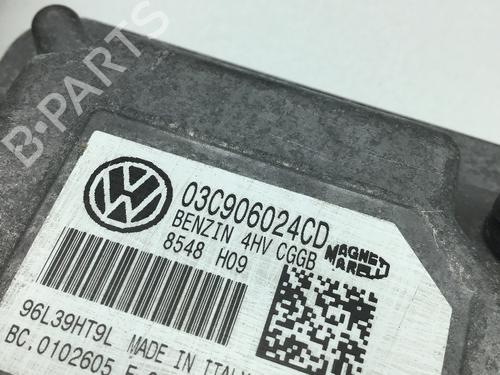 B-PARTS
03C906024CD
BENZIN 4HV CGGB
8548 H09
MAGNETI
MARELLI
96L39HT9L MADE IN ITALY
BC.0102605